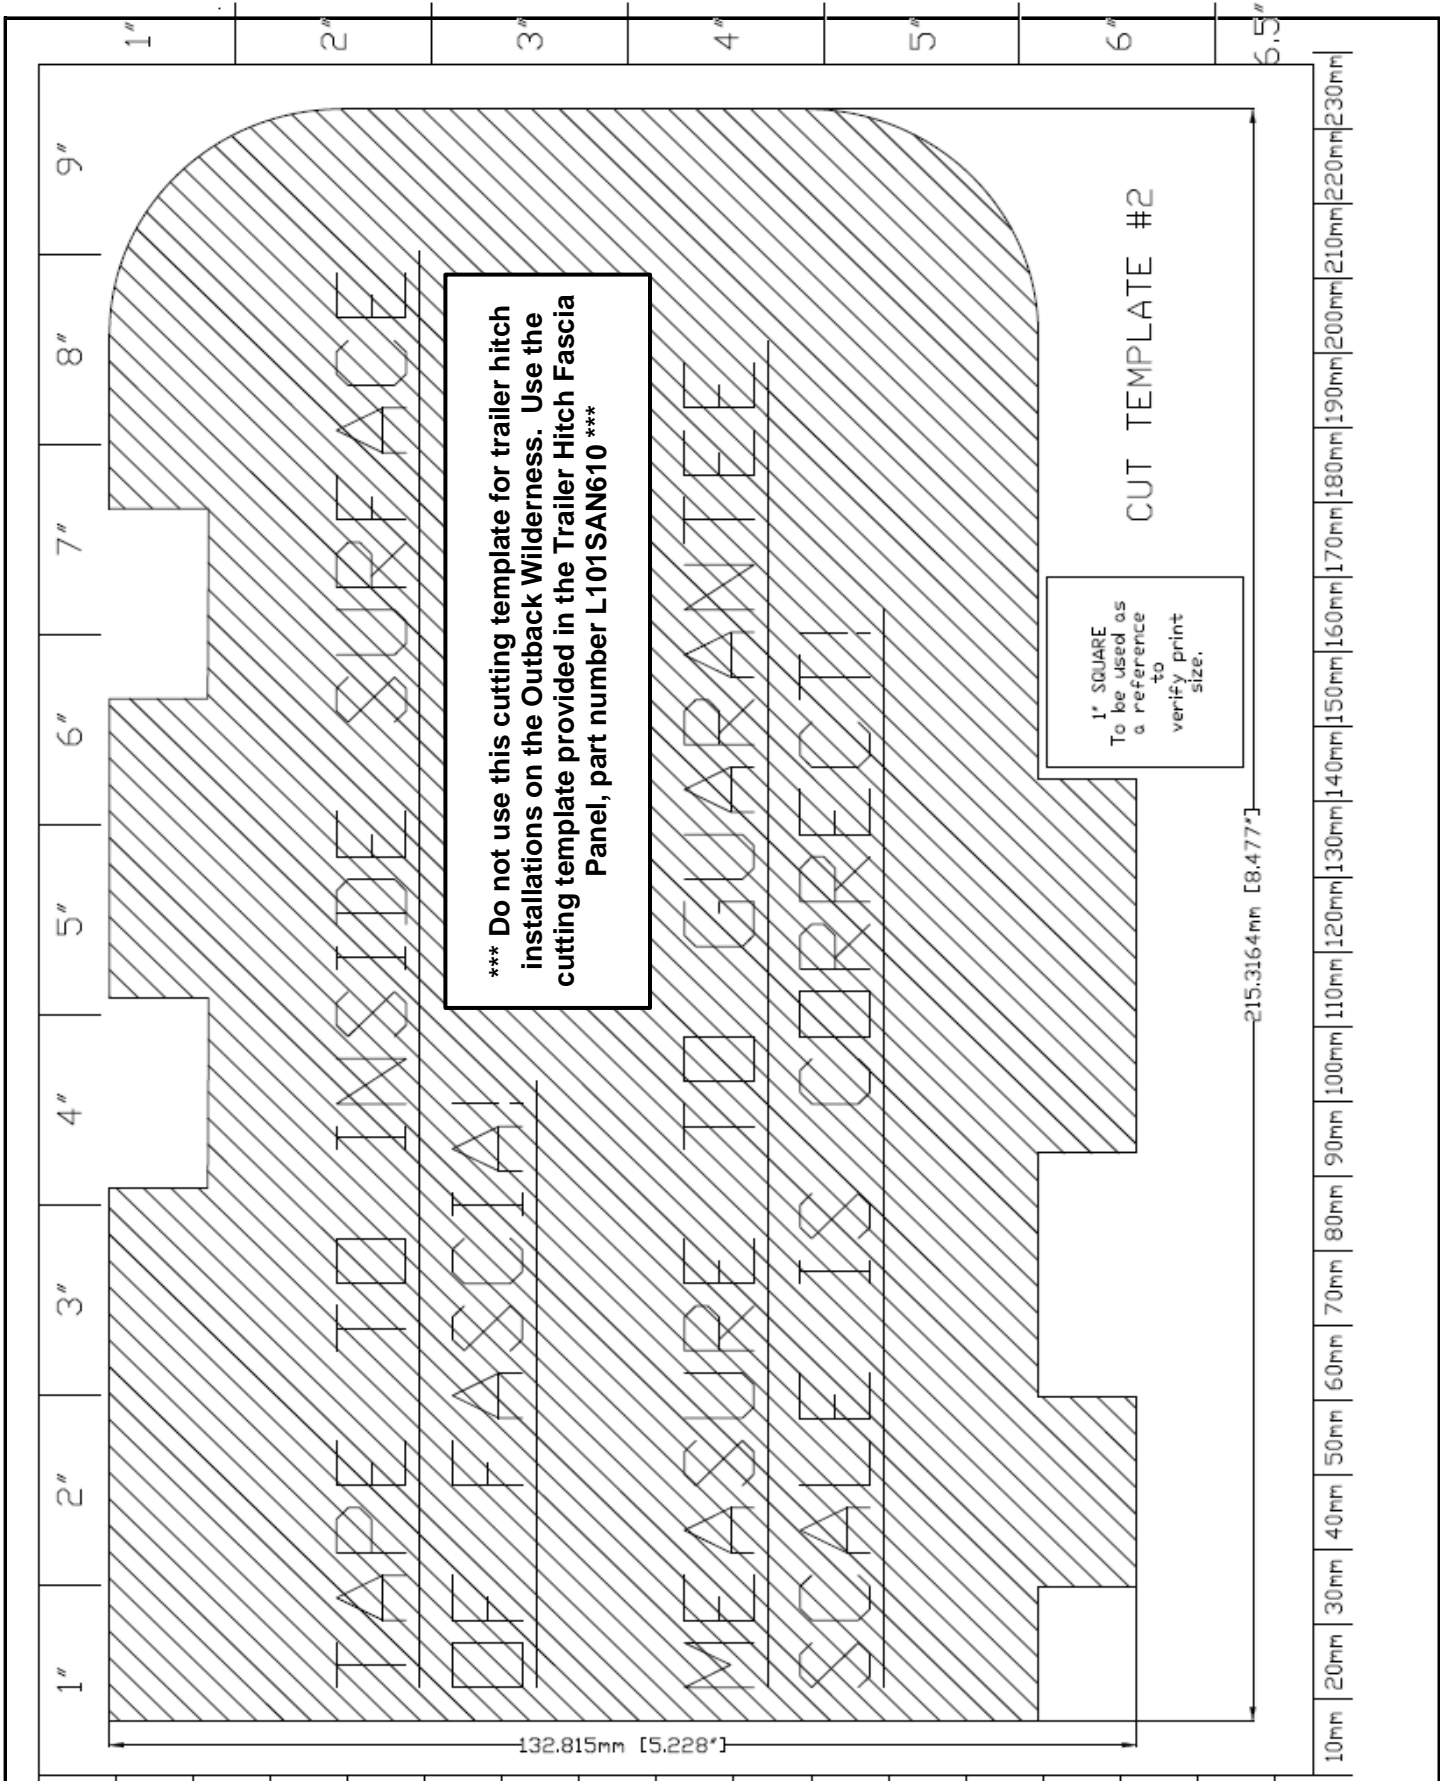 1" 2" 3" 4" 5" 6" 6.5"
1" 2" 3" 4" 5" 6" 7" 8" 9"
TAPE TO INSIDE SURFACE
OF FASCIA!
*** Do not use this cutting template for trailer hitch
installations on the Outback Wilderness. Use the
cutting template provided in the Trailer Hitch Fascia
Panel, part number L101SAN610 ***
MEASURE TO GUARANTEE
SCALE IS CORRECT!
1" SQUARE
To be used as
a reference
to
verify print
size.
CUT TEMPLATE #2
132.815mm [5.228"]
215.3164mm [8.477"]
10mm 20mm 30mm 40mm 50mm 60mm 70mm 80mm 90mm 100mm 110mm 120mm 130mm 140mm 150mm 160mm 170mm 180mm 190mm 200mm 210mm 220mm 230mm